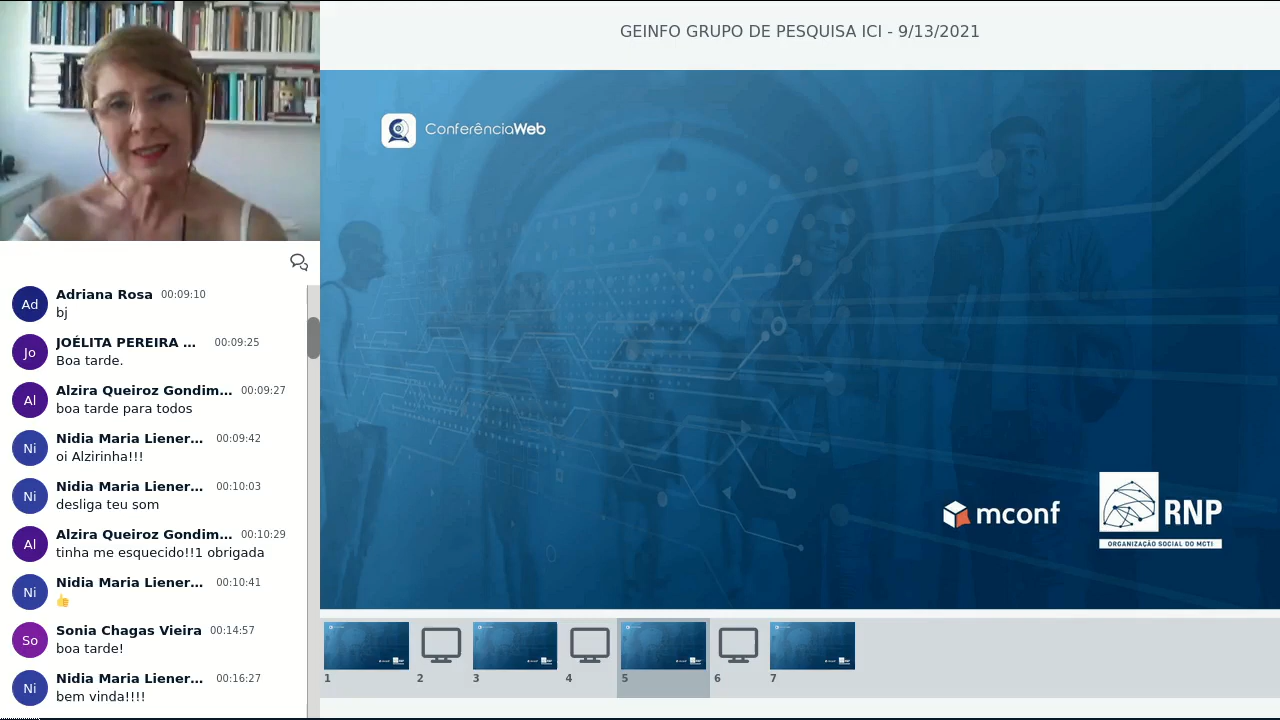 GEINFO GRUPO DE PESQUISA ICI - 9/13/2021
ConferênciaWeb
Ad
Adriana Rosa 00:09:10
bj
Jo
JOÉLITA PEREIRA ... 00:09:25
Boa tarde.
Al
Alzira Queiroz Gondim... 00:09:27
boa tarde para todos
Ni
Nidia Maria Liener... 00:09:42
oi Alzirinha!!!
Ni
Nidia Maria Liener... 00:10:03
desliga teu som
Al
Alzira Queiroz Gondim... 00:10:29
tinha me esquecido!!1 obrigada
Ni
Nidia Maria Liener... 00:10:41
👍
So
Sonia Chagas Vieira 00:14:57
boa tarde!
Ni
Nidia Maria Liener... 00:16:27
bem vinda!!!!
mconf
RNP
ORGANIZAÇÃO SOCIAL DO MCTI
1 2 3 4 5 6 7